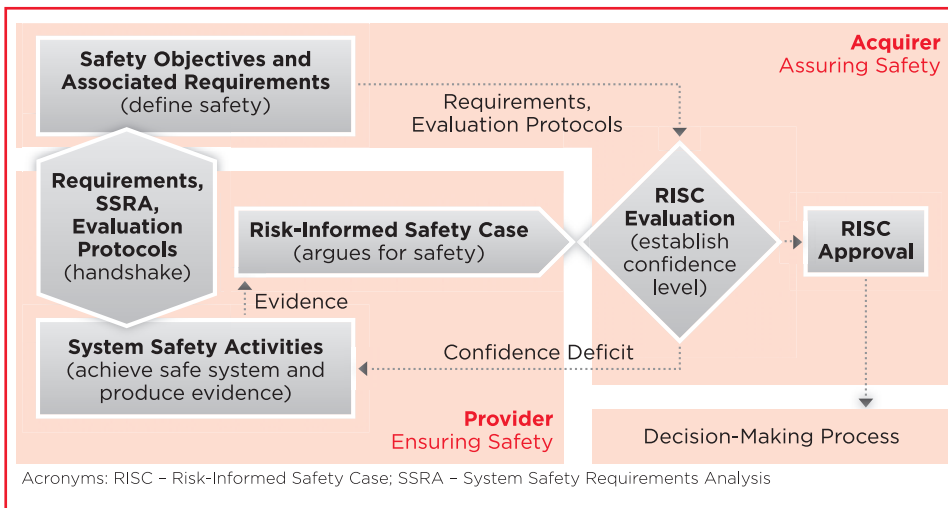 Safety Objectives and
Associated Requirements
(define safety)
Acquirer
Assuring Safety
Requirements,
Evaluation Protocols
Requirements,
SSRA,
Evaluation
Protocols
(handshake)
Risk-Informed Safety Case
(argues for safety)
RISC
Evaluation
(establish
confidence
level)
RISC
Approval
Evidence
System Safety Activities
(achieve safe system and
produce evidence)
Confidence Deficit
Provider
Ensuring Safety
Decision-Making Process
Acronyms: RISC – Risk-Informed Safety Case; SSRA – System Safety Requirements Analysis